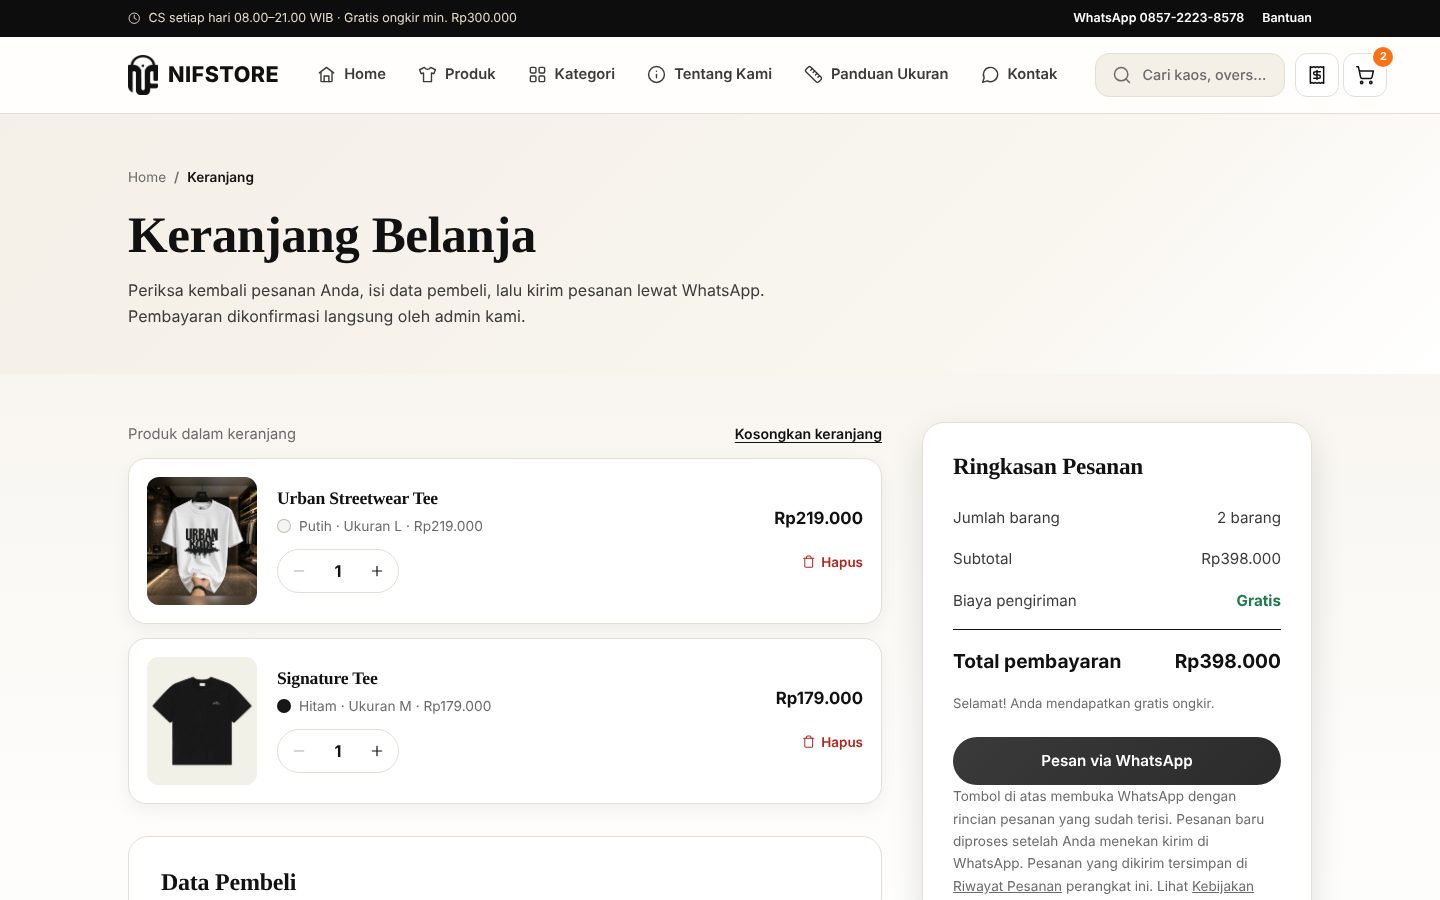 CS setiap hari 08.00–21.00 WIB · Gratis ongkir min. Rp300.000
WhatsApp 0857-2223-8578
Bantuan
NIFSTORE
Home
Produk
Kategori
Tentang Kami
Panduan Ukuran
Kontak
Cari kaos, overs...
2
Home / Keranjang
Keranjang Belanja
Periksa kembali pesanan Anda, isi data pembeli, lalu kirim pesanan lewat WhatsApp.
Pembayaran dikonfirmasi langsung oleh admin kami.
Produk dalam keranjang
Kosongkan keranjang
URBAN
KODE
Urban Streetwear Tee
Putih · Ukuran L · Rp219.000
− 1 +
Rp219.000
Hapus
Signature Tee
Hitam · Ukuran M · Rp179.000
− 1 +
Rp179.000
Hapus
Data Pembeli
Ringkasan Pesanan
Jumlah barang 2 barang
Subtotal Rp398.000
Biaya pengiriman Gratis
Total pembayaran Rp398.000
Selamat! Anda mendapatkan gratis ongkir.
Pesan via WhatsApp
Tombol di atas membuka WhatsApp dengan
rincian pesanan yang sudah terisi. Pesanan baru
diproses setelah Anda menekan kirim di
WhatsApp. Pesanan yang dikirim tersimpan di
Riwayat Pesanan perangkat ini. Lihat Kebijakan